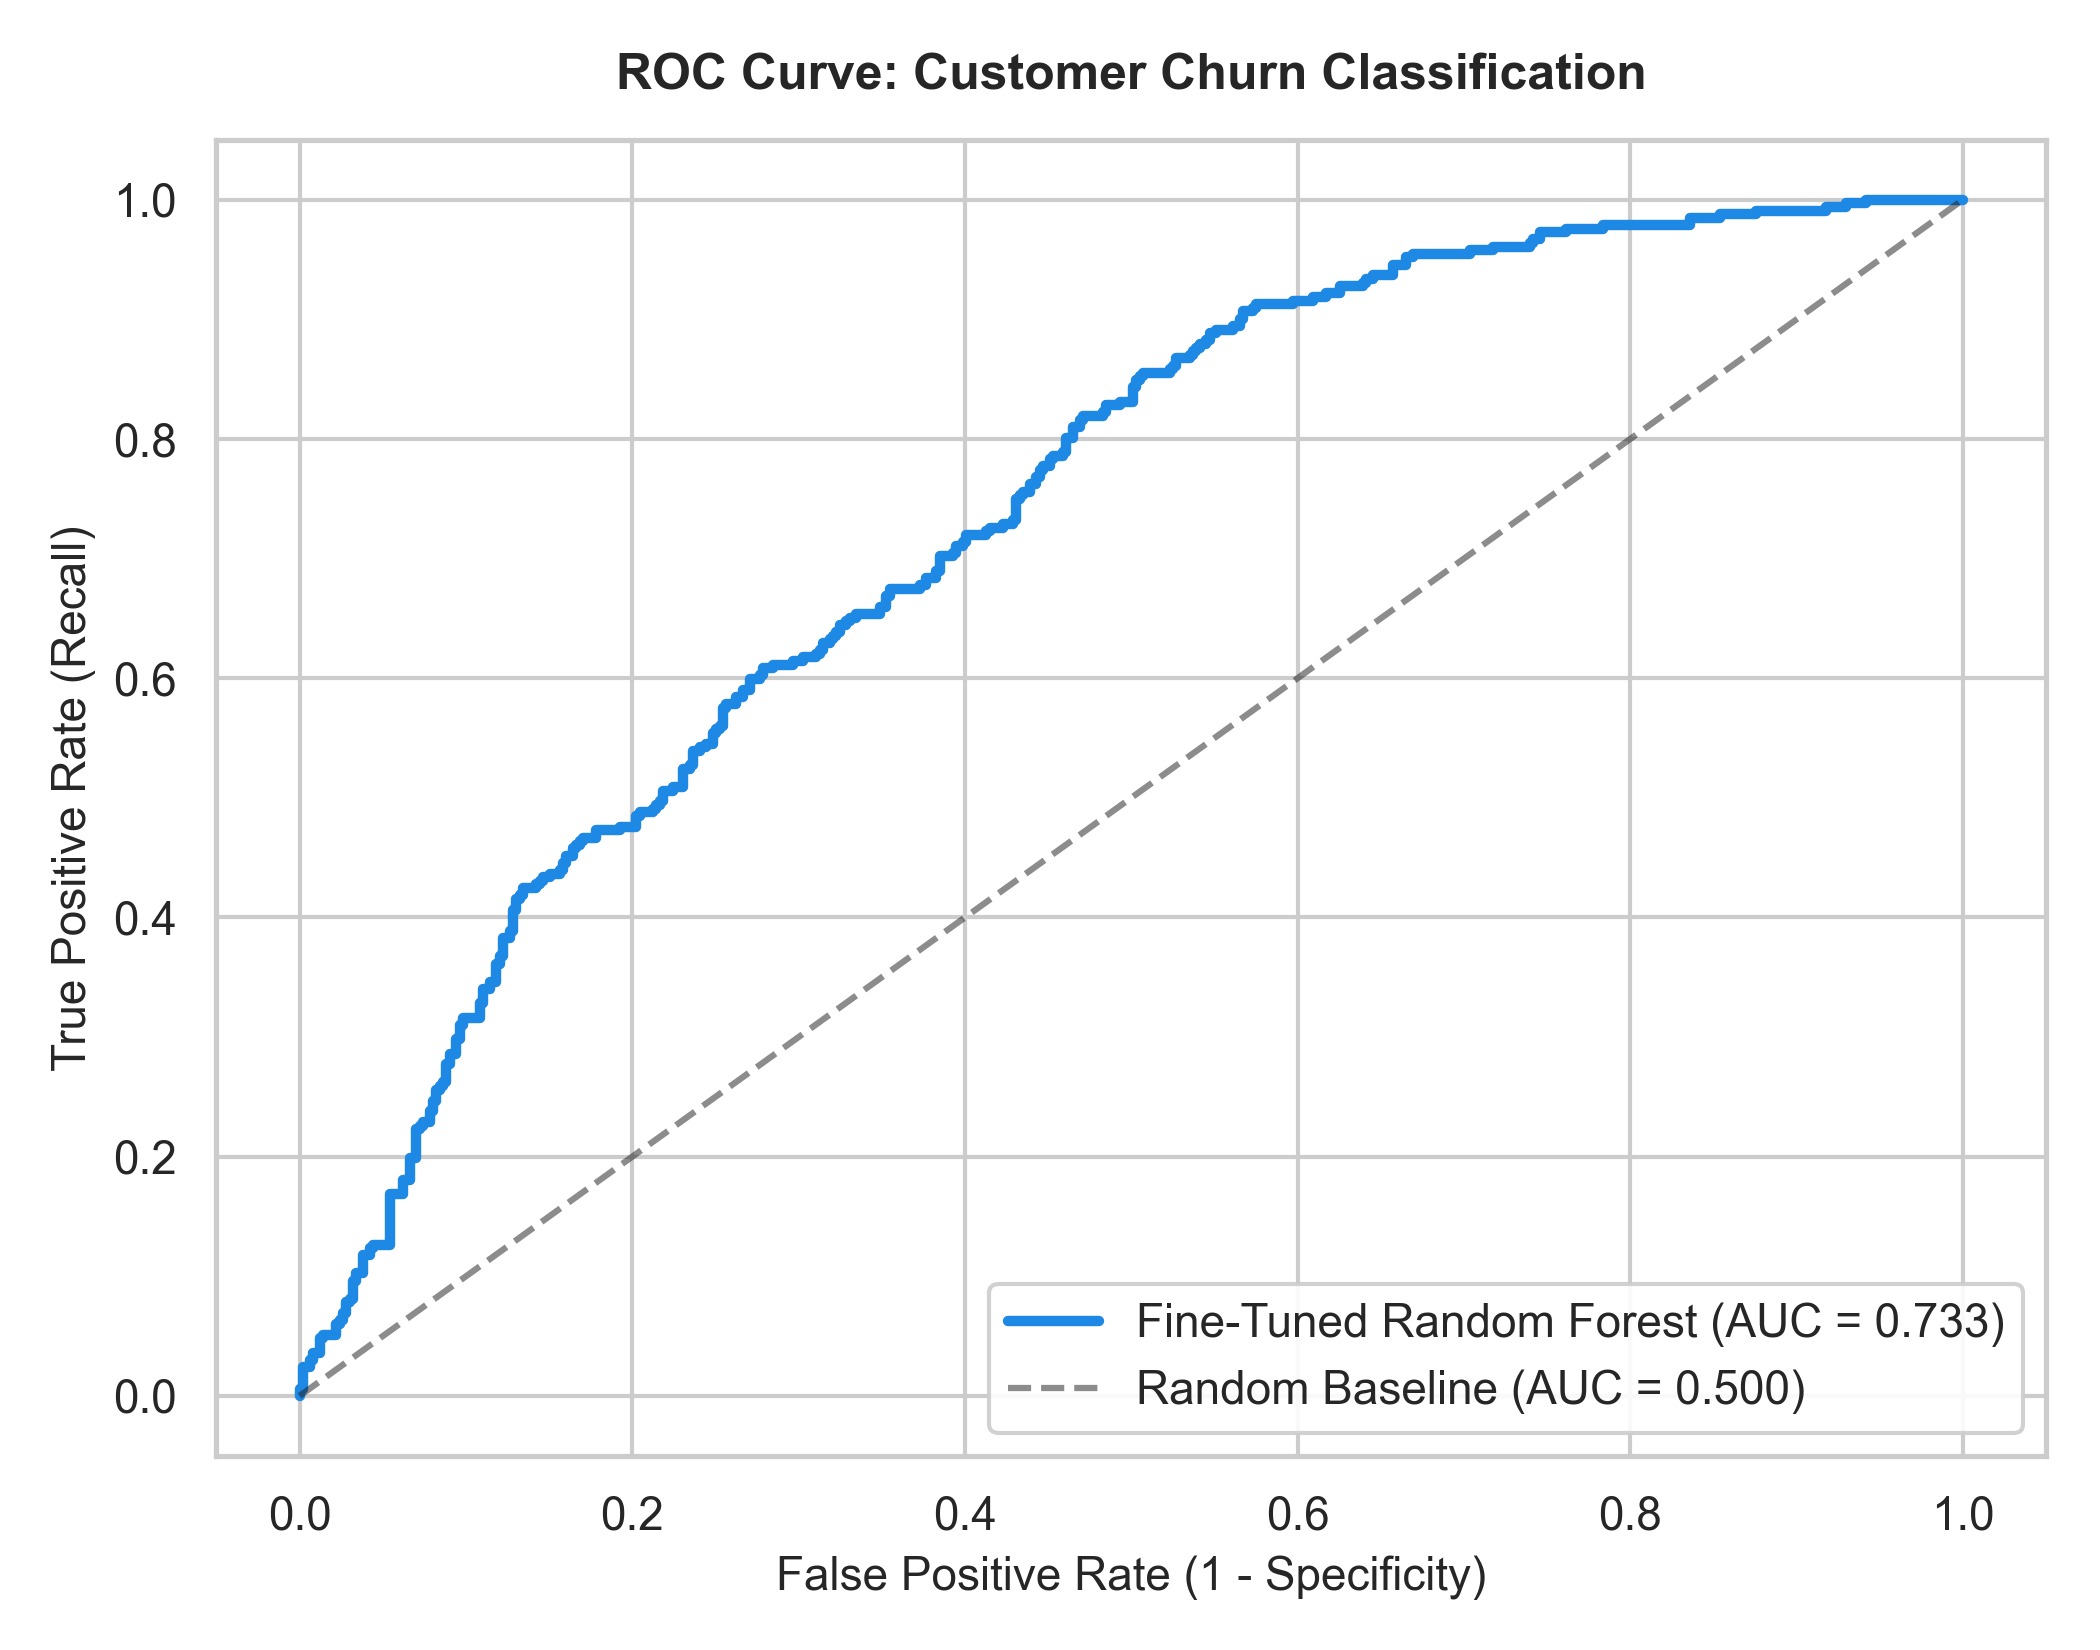 ROC Curve: Customer Churn Classification
True Positive Rate (Recall)
1.0
0.8
0.6
0.4
0.2
0.0
Fine-Tuned Random Forest (AUC = 0.733)
Random Baseline (AUC = 0.500)
0.0 0.2 0.4 0.6 0.8 1.0
False Positive Rate (1 - Specificity)